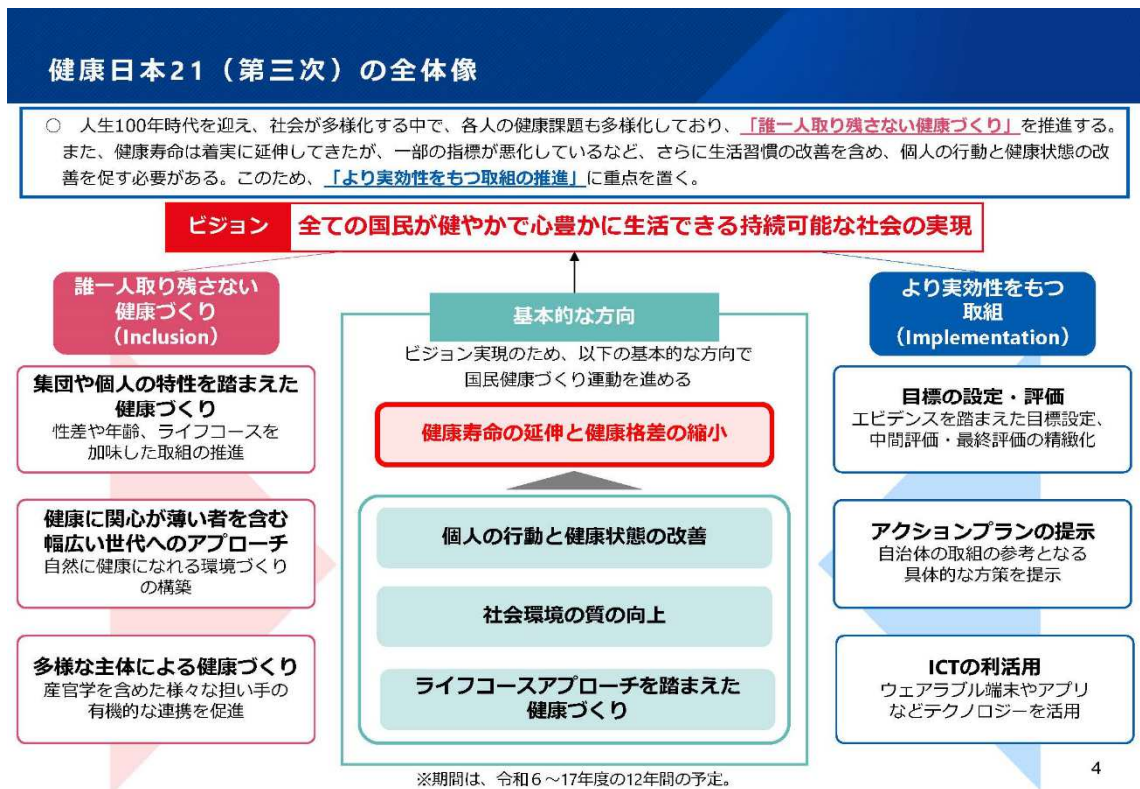 健康日本21（第三次）の全体像
○ 人生100年時代を迎え、社会が多様化する中で、各人の健康課題も多様化しており、「誰一人取り残さない健康づくり」を推進する。
また、健康寿命は着実に延伸してきたが、一部の指標が悪化しているなど、さらに生活習慣の改善を含め、個人の行動と健康状態の改
善を促す必要がある。このため、「より実効性をもつ取組の推進」に重点を置く。
ビジョン 全ての国民が健やかで心豊かに生活できる持続可能な社会の実現
誰一人取り残さない
健康づくり
（Inclusion）
集団や個人の特性を踏まえた
健康づくり
性差や年齢、ライフコースを
加味した取組の推進
健康に関心が薄い者を含む
幅広い世代へのアプローチ
自然に健康になれる環境づくり
の構築
多様な主体による健康づくり
産官学を含めた様々な担い手の
有機的な連携を促進
基本的な方向
ビジョン実現のため、以下の基本的な方向で
国民健康づくり運動を進める
健康寿命の延伸と健康格差の縮小
個人の行動と健康状態の改善
社会環境の質の向上
ライフコースアプローチを踏まえた
健康づくり
※期間は、令和６～17年度の12年間の予定。
より実効性をもつ
取組
（Implementation）
目標の設定・評価
エビデンスを踏まえた目標設定、
中間評価・最終評価の精緻化
アクションプランの提示
自治体の取組の参考となる
具体的な方策を提示
ICTの利活用
ウェアラブル端末やアプリ
などテクノロジーを活用
4